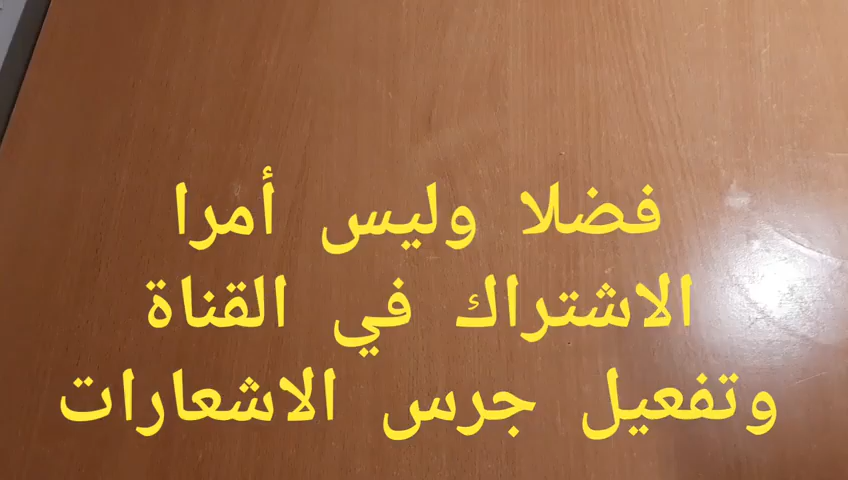 فضلا وليس أمرا
الاشتراك في القناة
وتفعيل جرس الاشعارات